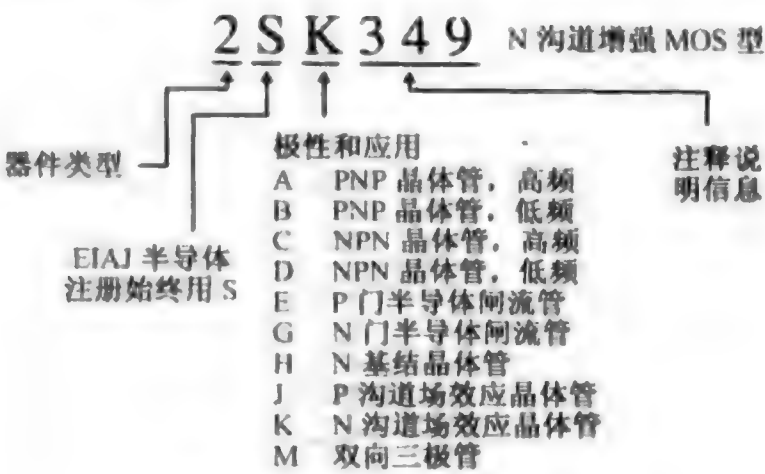 2SK349 N 沟道增强 MOS 型
器件类型
EIAJ 半导体
注册始终用 S
极性和应用
A PNP 晶体管，高频
B PNP 晶体管，低频
C NPN 晶体管，高频
D NPN 晶体管，低频
E P 门半导体闸流管
G N 门半导体闸流管
H N 基结晶体管
J P 沟道场效应晶体管
K N 沟道场效应晶体管
M 双向三极管
注释说
明信息